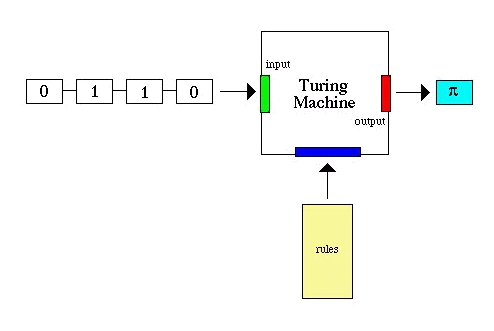 0 1 1 0
input
Turing
Machine
output
π
rules